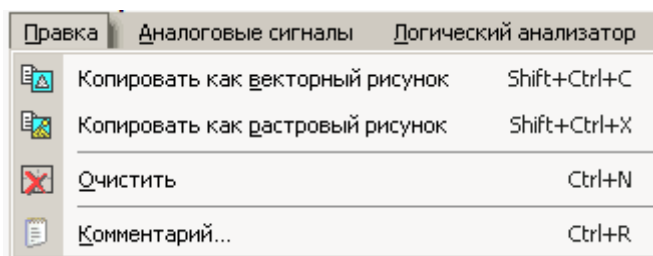 Правка Аналоговые сигналы Логический анализатор
Копировать как векторный рисунок Shift+Ctrl+C
Копировать как растровый рисунок Shift+Ctrl+X
Очистить Ctrl+N
Комментарий... Ctrl+R